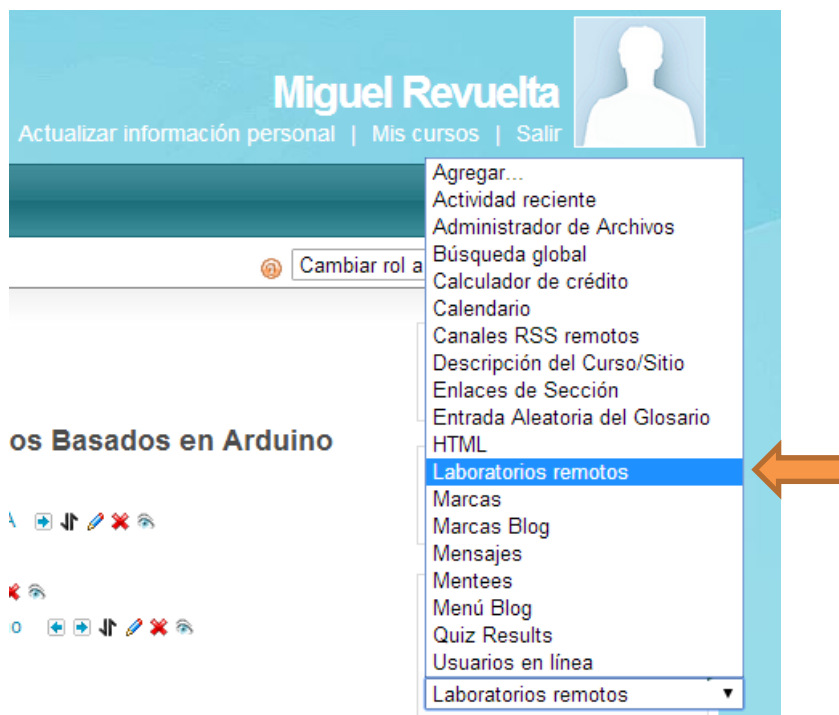 Miguel Revuelta
Actualizar información personal | Mis cursos | Salir
Cambiar rol a
Agregar...
Actividad reciente
Administrador de Archivos
Búsqueda global
Calculador de crédito
Calendario
Canales RSS remotos
Descripción del Curso/Sitio
Enlaces de Sección
Entrada Aleatoria del Glosario
HTML
Laboratorios remotos
Marcas
Marcas Blog
Mensajes
Mentees
Menú Blog
Quiz Results
Usuarios en línea
Laboratorios remotos
os Basados en Arduino